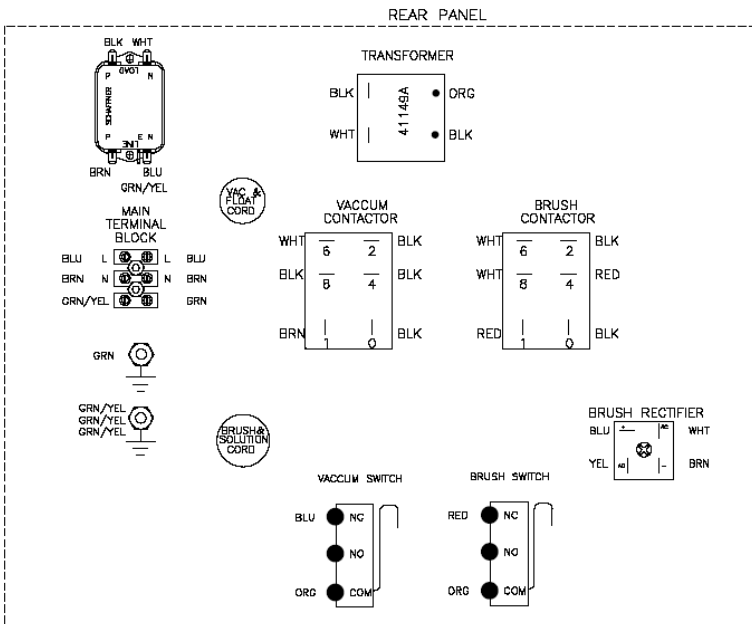 REAR PANEL
BLK WHT
LOAD
P N
SCHAFFNER
P E N
LINE
BRN BLU
GRN/YEL
TRANSFORMER
BLK ORG
41149A
WHT BLK
VAC &
FLOAT
CORD
MAIN
TERMINAL
BLOCK
BLU L L BLU
BRN N N BRN
GRN/YEL GRN
GRN
GRN/YEL
GRN/YEL
GRN/YEL
VACCUM
CONTACTOR
WHT 6 2 BLK
BLK 8 4 BLK
BRN 1 0 BLK
BRUSH
CONTACTOR
WHT 6 2 BLK
WHT 8 4 RED
RED 1 0 BLK
BRUSH&
SOLUTION
CORD
BRUSH RECTIFIER
BLU + AC WHT
YEL AC - BRN
VACCUM SWITCH
BLU NC
NO
ORG COM
BRUSH SWITCH
RED NC
NO
ORG COM